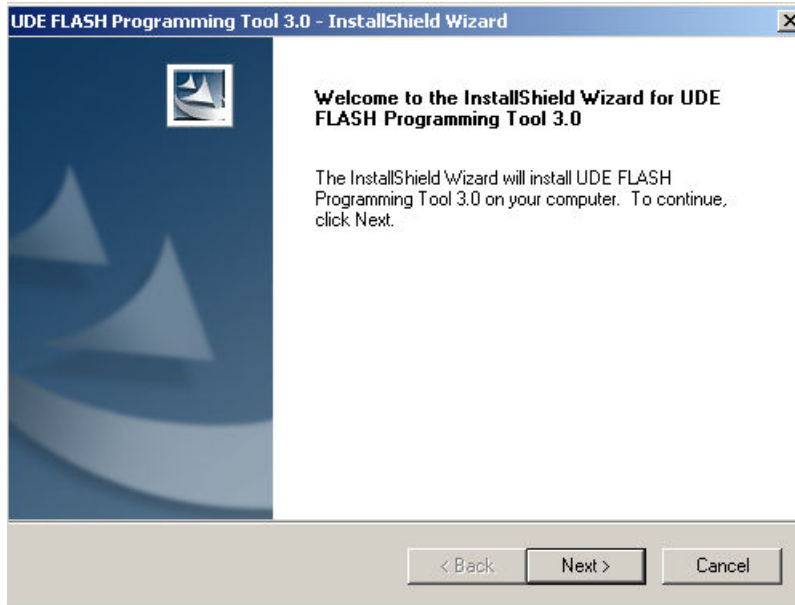 UDE FLASH Programming Tool 3.0 - InstallShield Wizard
Welcome to the InstallShield Wizard for UDE
FLASH Programming Tool 3.0
The InstallShield Wizard will install UDE FLASH
Programming Tool 3.0 on your computer. To continue,
click Next.
< Back
Next >
Cancel